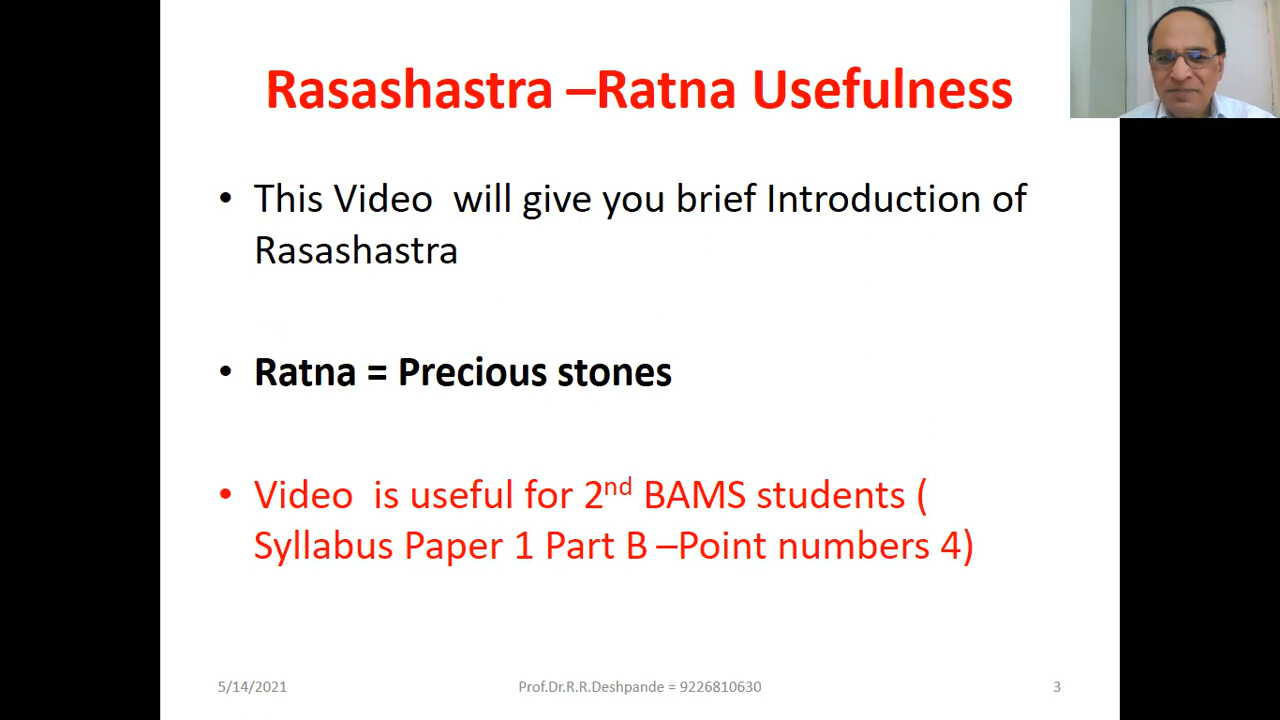 Rasashastra –Ratna Usefulness
• This Video will give you brief Introduction of
Rasashastra
• Ratna = Precious stones
• Video is useful for 2nd BAMS students (
Syllabus Paper 1 Part B –Point numbers 4)
5/14/2021 Prof.Dr.R.R.Deshpande = 9226810630 3